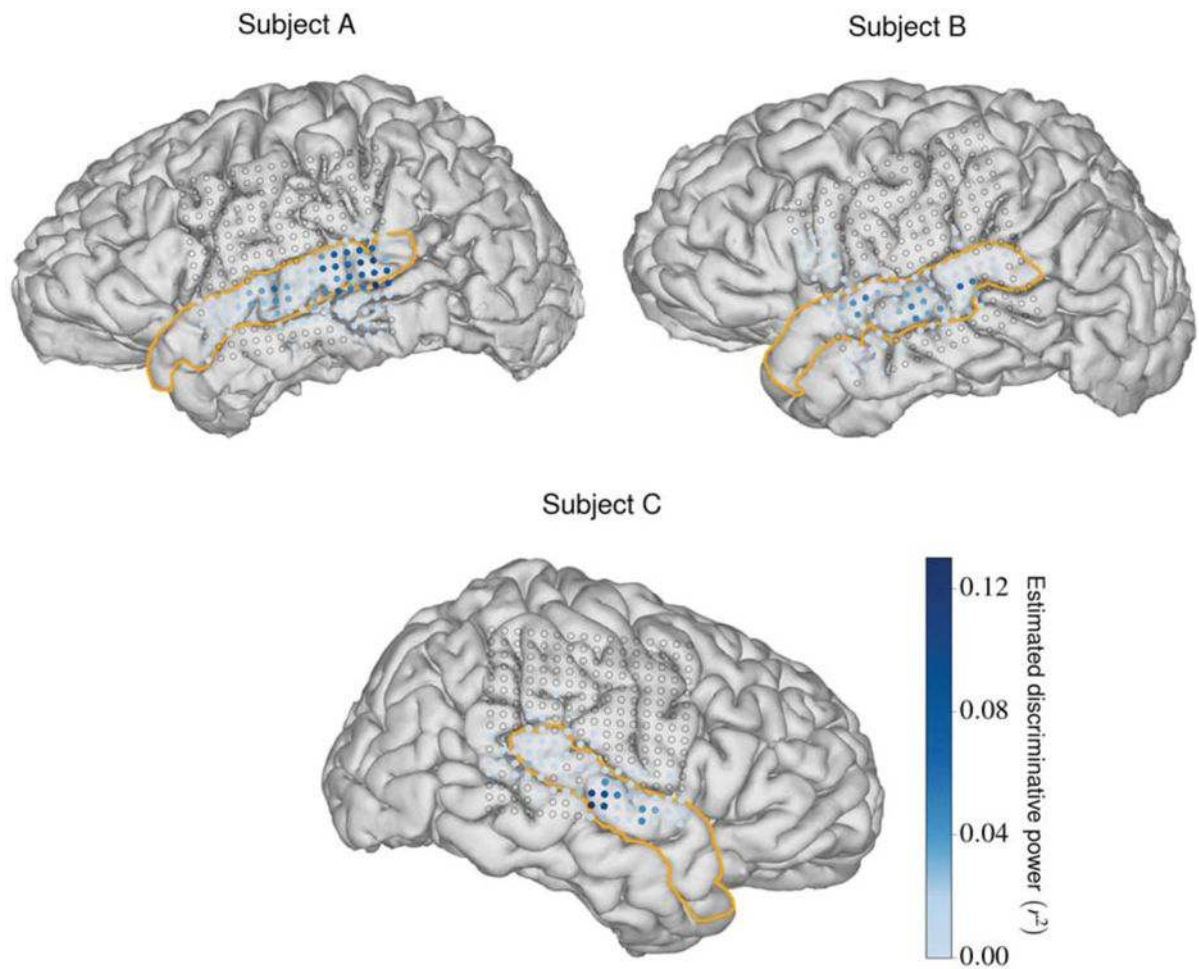 Subject A
Subject B
Subject C
0.12
0.08
0.04
0.00
Estimated discriminative power (r²)